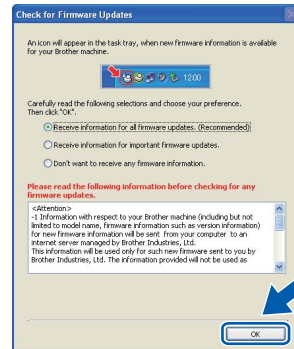 Check for Firmware Updates
An icon will appear in the task tray, when new firmware information is available
for your Brother machine.
12:00
Carefully read the following selections and choose your preference.
Then click "OK".
Receive information for all firmware updates. (Recommended)
Receive information for important firmware updates.
Don't want to receive any firmware information.
Please read the following information before checking for any
firmware updates.
<Attention>
-1 Information with respect to your Brother machine (including but not
limited to model name, firmware information such as version information)
for new firmware information will be sent from your computer to an
internet server managed by Brother Industries, Ltd.
This information will be used only for such new firmware sent to you by
Brother Industries, Ltd. The information provided will not be used as
OK